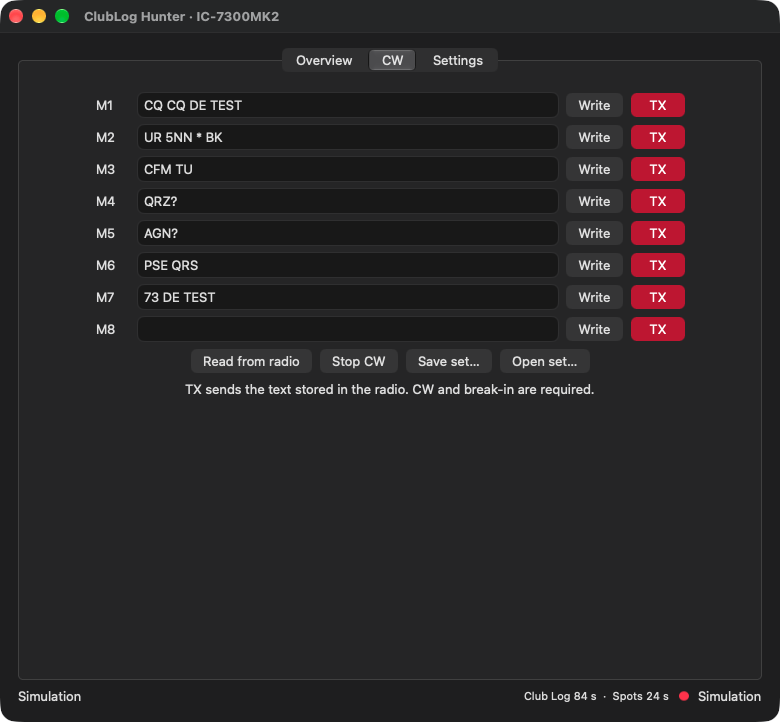 ClubLog Hunter · IC-7300MK2
Overview CW Settings
M1 CQ CQ DE TEST Write TX
M2 UR 5NN * BK Write TX
M3 CFM TU Write TX
M4 QRZ? Write TX
M5 AGN? Write TX
M6 PSE QRS Write TX
M7 73 DE TEST Write TX
M8 Write TX
Read from radio Stop CW Save set... Open set...
TX sends the text stored in the radio. CW and break-in are required.
Simulation Club Log 84 s · Spots 24 s Simulation